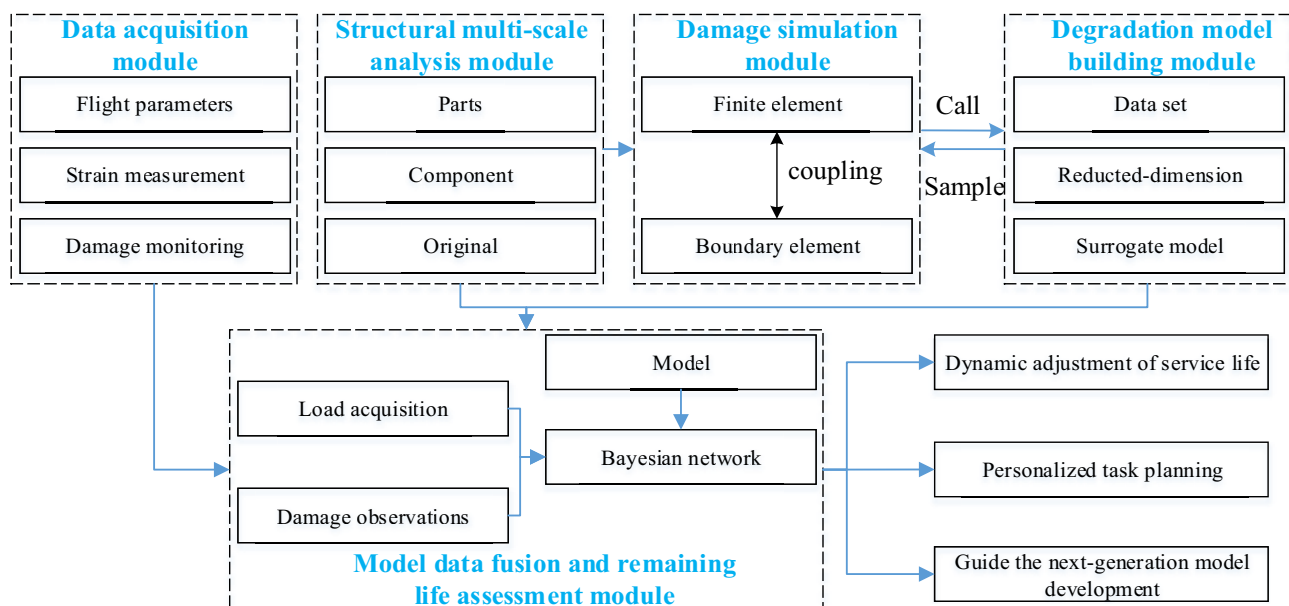 Data acquisition
module
Flight parameters
Strain measurement
Damage monitoring
Structural multi-scale
analysis module
Parts
Component
Original
Damage simulation
module
Finite element
coupling
Boundary element
Call
Sample
Degradation model
building module
Data set
Reducted-dimension
Surrogate model
Model
Load acquisition
Bayesian network
Damage observations
Model data fusion and remaining
life assessment module
Dynamic adjustment of service life
Personalized task planning
Guide the next-generation model
development